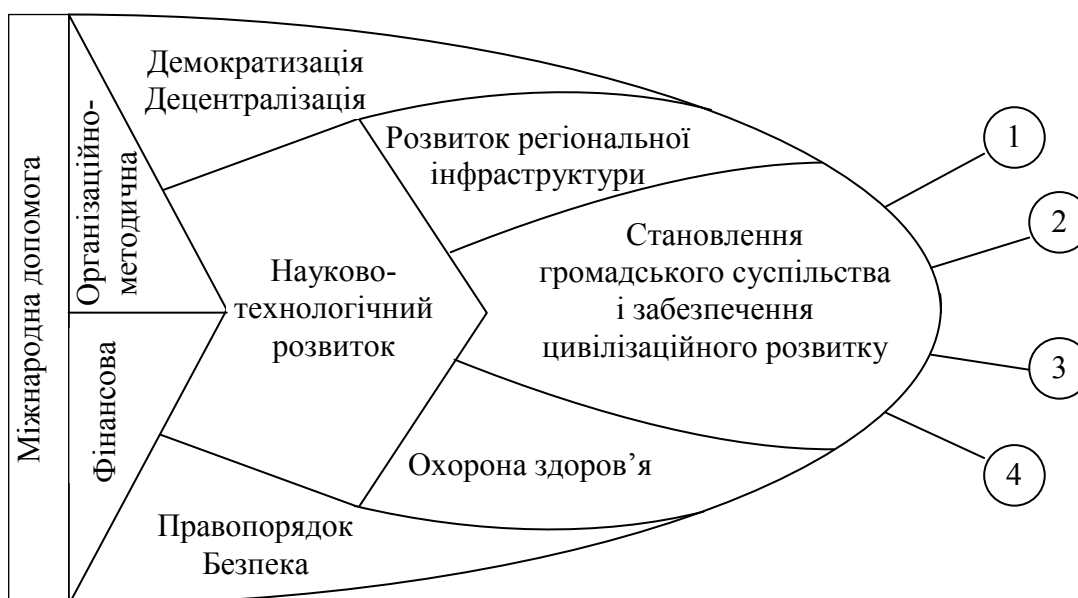 Міжнародна допомога
Організаційно-
методична
Фінансова
Демократизація
Децентралізація
Розвиток регіональної
інфраструктури
Науково-
технологічний
розвиток
Становлення
громадського суспільства
і забезпечення
цивілізаційного розвитку
Охорона здоров’я
Правопорядок
Безпека
1
2
3
4